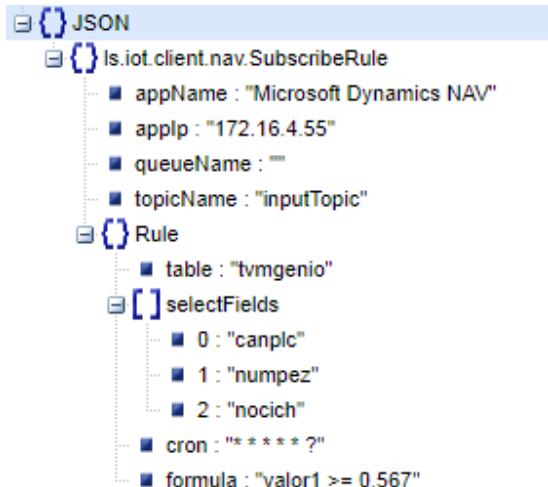 {} JSON
{} ls.iot.client.nav.SubscribeRule
appName : "Microsoft Dynamics NAV"
appIp : "172.16.4.55"
queueName : ""
topicName : "inputTopic"
{} Rule
table : "tvmgenio"
[ ] selectFields
0 : "canplc"
1 : "numpez"
2 : "nocich"
cron : "* * * * * ?"
formula : "valor1 >= 0.567"